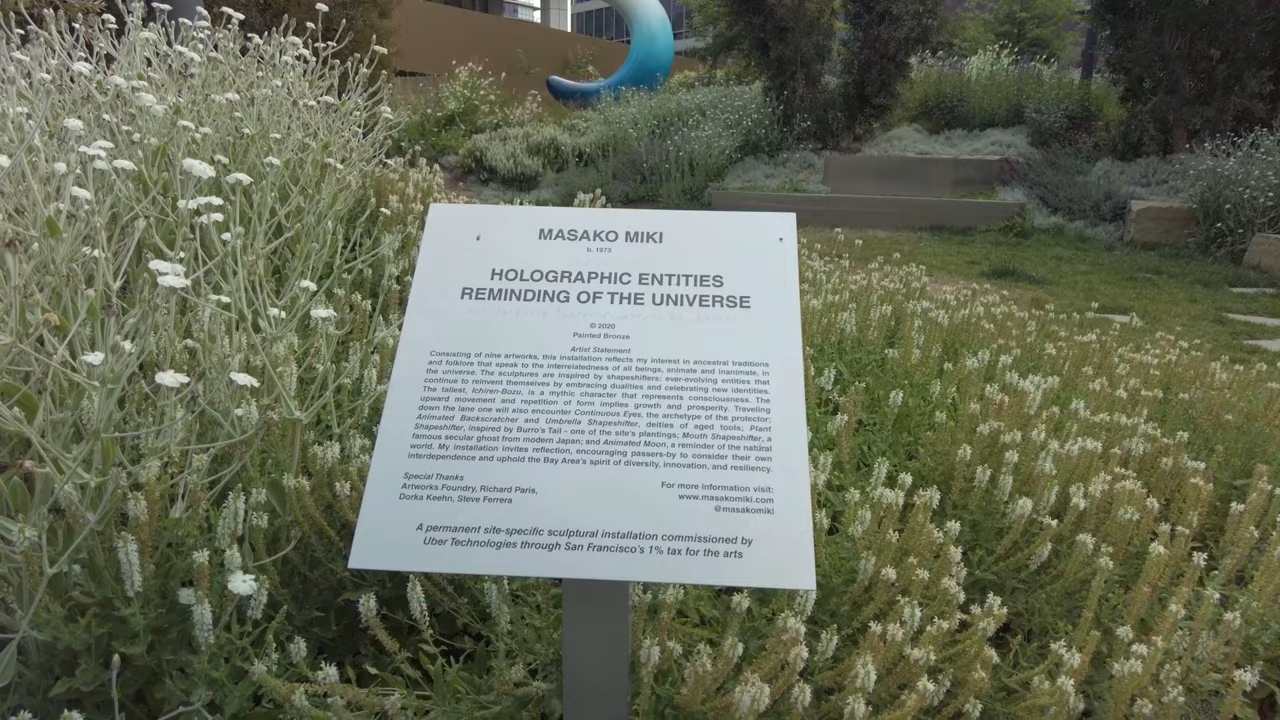 MASAKO MIKI
b. 1973
HOLOGRAPHIC ENTITIES
REMINDING OF THE UNIVERSE
© 2020
Painted Bronze
Artist Statement
Consisting of nine artworks, this installation reflects my interest in ancestral traditions
and folklore that speak to the interrelatedness of all beings, animate and inanimate, in
the universe. The sculptures are inspired by shapeshifters: ever-evolving entities that
continue to reinvent themselves by embracing dualities and celebrating new identities.
The tallest, Ichiren-Bozu, is a mythic character that represents consciousness. The
upward movement and repetition of form implies growth and prosperity. Traveling
down the lane one will also encounter Continuous Eyes, the archetype of the protector;
Animated Backscratcher and Umbrella Shapeshifter, deities of aged tools; Plant
Shapeshifter, inspired by Burro's Tail - one of the site's plantings; Mouth Shapeshifter, a
famous secular ghost from modern Japan; and Animated Moon, a reminder of the natural
world. My installation invites reflection, encouraging passers-by to consider their own
interdependence and uphold the Bay Area's spirit of diversity, innovation, and resiliency.
Special Thanks
Artworks Foundry, Richard Paris,
Dorka Keehn, Steve Ferrera
For more information visit:
www.masakomiki.com
@masakomiki
A permanent site-specific sculptural installation commissioned by
Uber Technologies through San Francisco's 1% tax for the arts